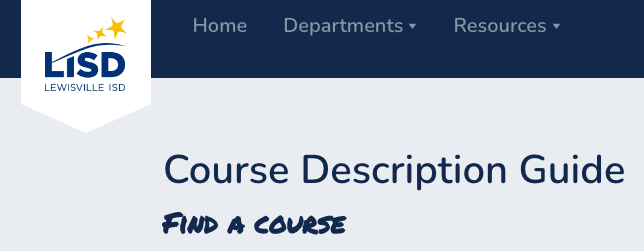 Home Departments Resources
LISD
LEWISVILLE ISD
Course Description Guide
FIND A COURSE